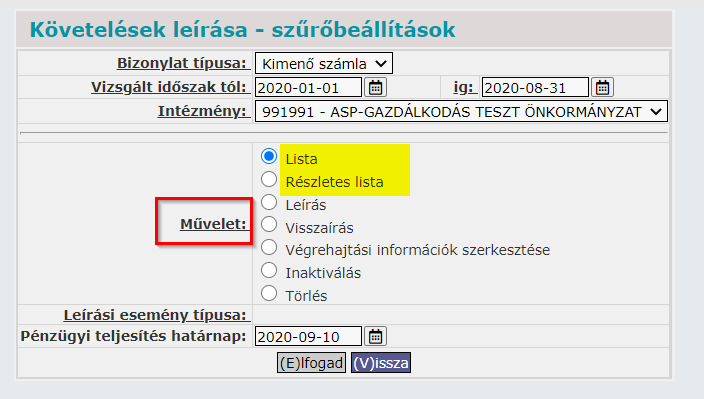 Követelések leírása - szűrőbeállítások
Bizonylat típusa: Kimenő számla
Vizsgált időszak tól: 2020-01-01 ig: 2020-08-31
Intézmény: 991991 - ASP-GAZDÁLKODÁS TESZT ÖNKORMÁNYZAT
Lista
Részletes lista
Leírás
Művelet: Visszaírás
Végrehajtási információk szerkesztése
Inaktiválás
Törlés
Leírási esemény típusa:
Pénzügyi teljesítés határnap: 2020-09-10
(E)lfogad (V)issza